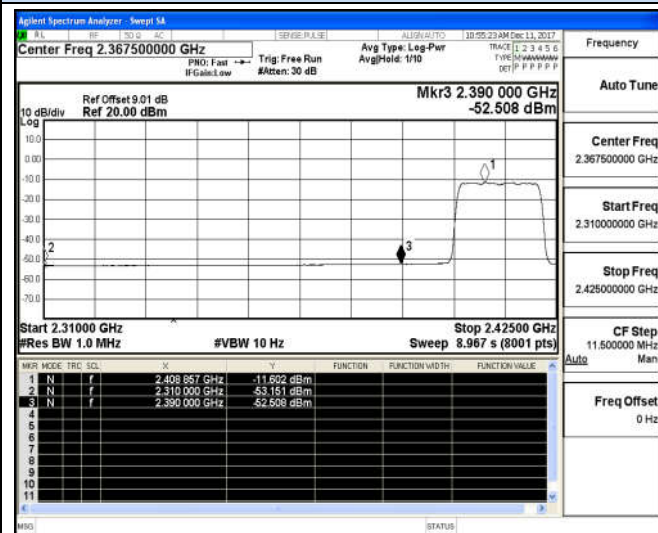 Agilent Spectrum Analyzer - Swept SA
RL RF 50 Ω AC SENSE:PULSE ALIGN AUTO 10:55:23 AM Dec 11, 2017
Center Freq 2.367500000 GHz
PNO: Fast
IFGain:Low
Trig: Free Run
#Atten: 30 dB
Avg Type: Log-Pwr
Avg|Hold: 1/10
TRACE 1 2 3 4 5 6
TYPE
DET P P P P P P
Frequency
Auto Tune
Center Freq
2.367500000 GHz
Start Freq
2.310000000 GHz
Stop Freq
2.425000000 GHz
CF Step
11.500000 MHz
Auto Man
Freq Offset
0 Hz
Mkr3 2.390 000 GHz
-52.508 dBm
Ref Offset 9.01 dB
10 dB/div Ref 20.00 dBm
Log
10.0
0.00
-10.0
-20.0
-30.0
-40.0
-50.0
-60.0
-70.0
1
2
3
Start 2.31000 GHz Stop 2.42500 GHz
#Res BW 1.0 MHz #VBW 10 Hz Sweep 8.967 s (8001 pts)
MKR MODE TRC SCL X Y FUNCTION FUNCTION WIDTH FUNCTION VALUE
1 N f 2.408 857 GHz -11.602 dBm
2 N f 2.310 000 GHz -53.151 dBm
3 N f 2.390 000 GHz -52.508 dBm
4
5
6
7
8
9
10
11
MSG STATUS